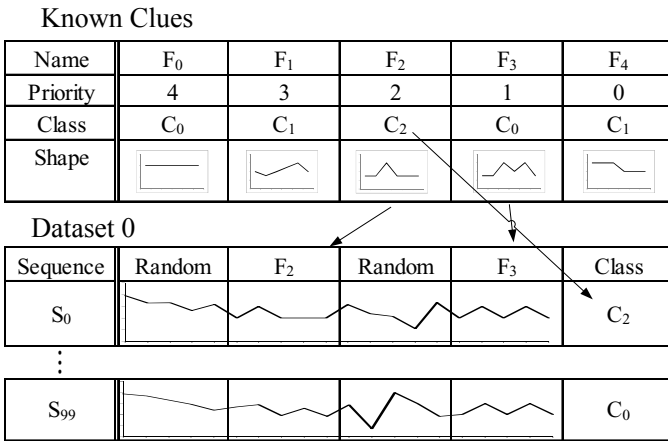 Known Clues
Name F0 F1 F2 F3 F4
Priority 4 3 2 1 0
Class C0 C1 C2 C0 C1
Shape
Dataset 0
Sequence Random F2 Random F3 Class
S0 C2
⋮
S99 C0